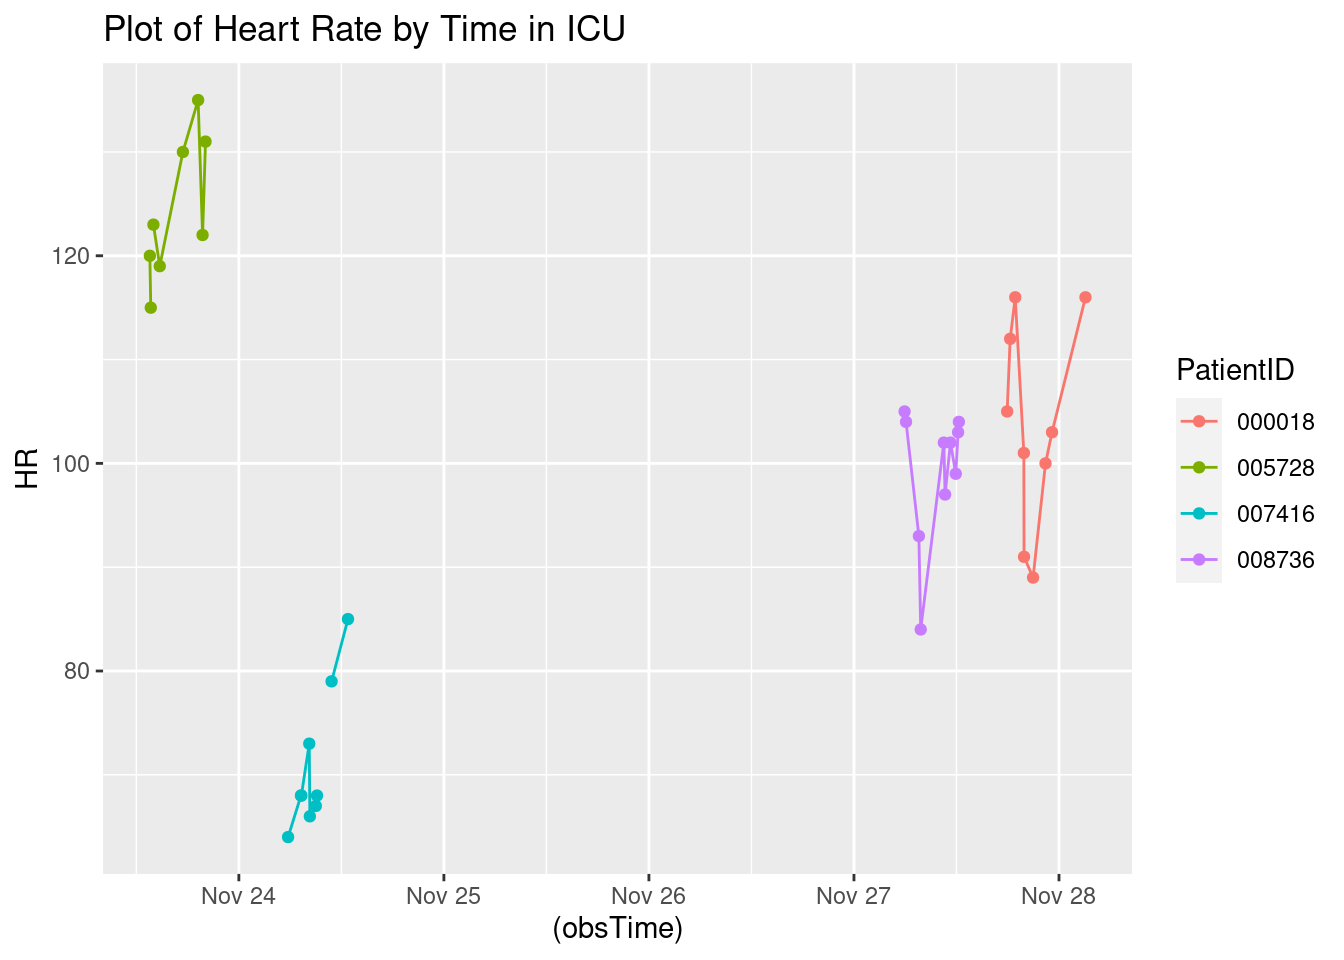 Plot of Heart Rate by Time in ICU
120
100
80
HR
Nov 24
Nov 25
Nov 26
Nov 27
Nov 28
(obsTime)
PatientID
000018
005728
007416
008736